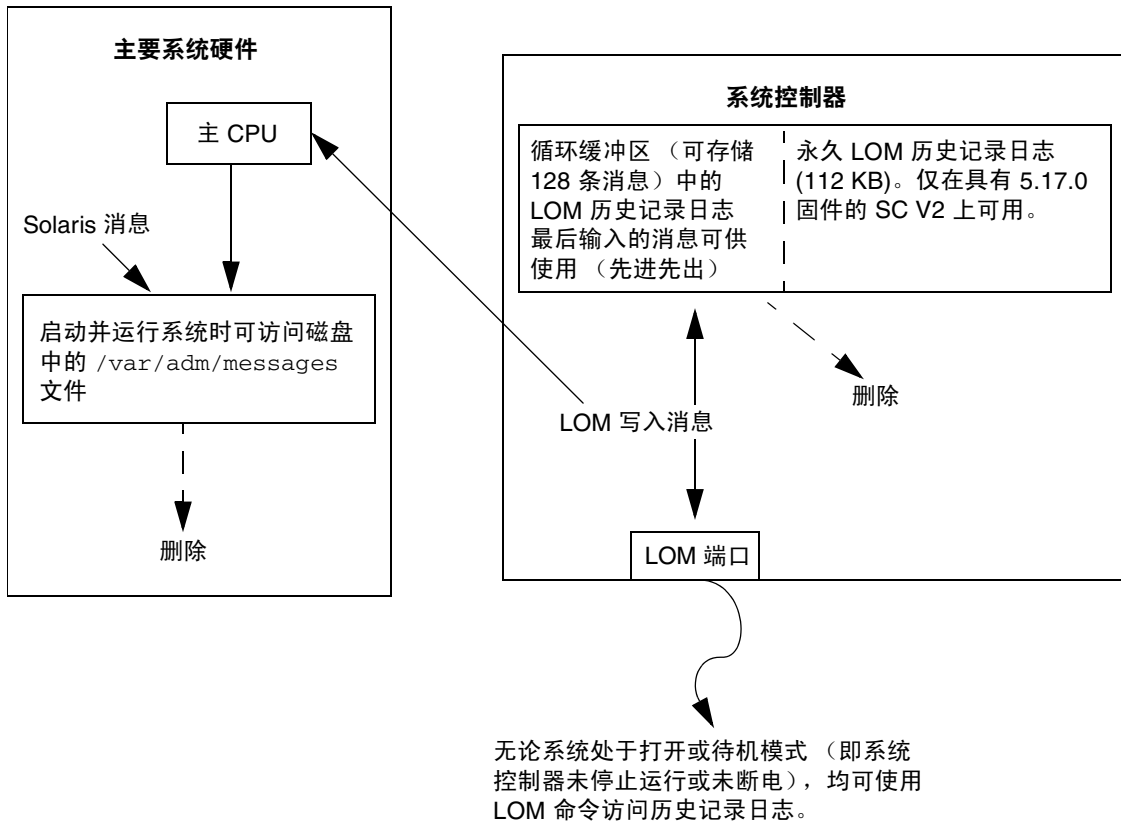 主要系统硬件
主 CPU
Solaris 消息
启动并运行系统时可访问磁盘
中的 /var/adm/messages
文件
删除
系统控制器
循环缓冲区 （可存储
128 条消息）中的
LOM 历史记录日志
最后输入的消息可供
使用 （先进先出）
永久 LOM 历史记录日志
(112 KB)。仅在具有 5.17.0
固件的 SC V2 上可用。
删除
LOM 写入消息
LOM 端口
无论系统处于打开或待机模式 （即系统
控制器未停止运行或未断电），均可使用
LOM 命令访问历史记录日志。